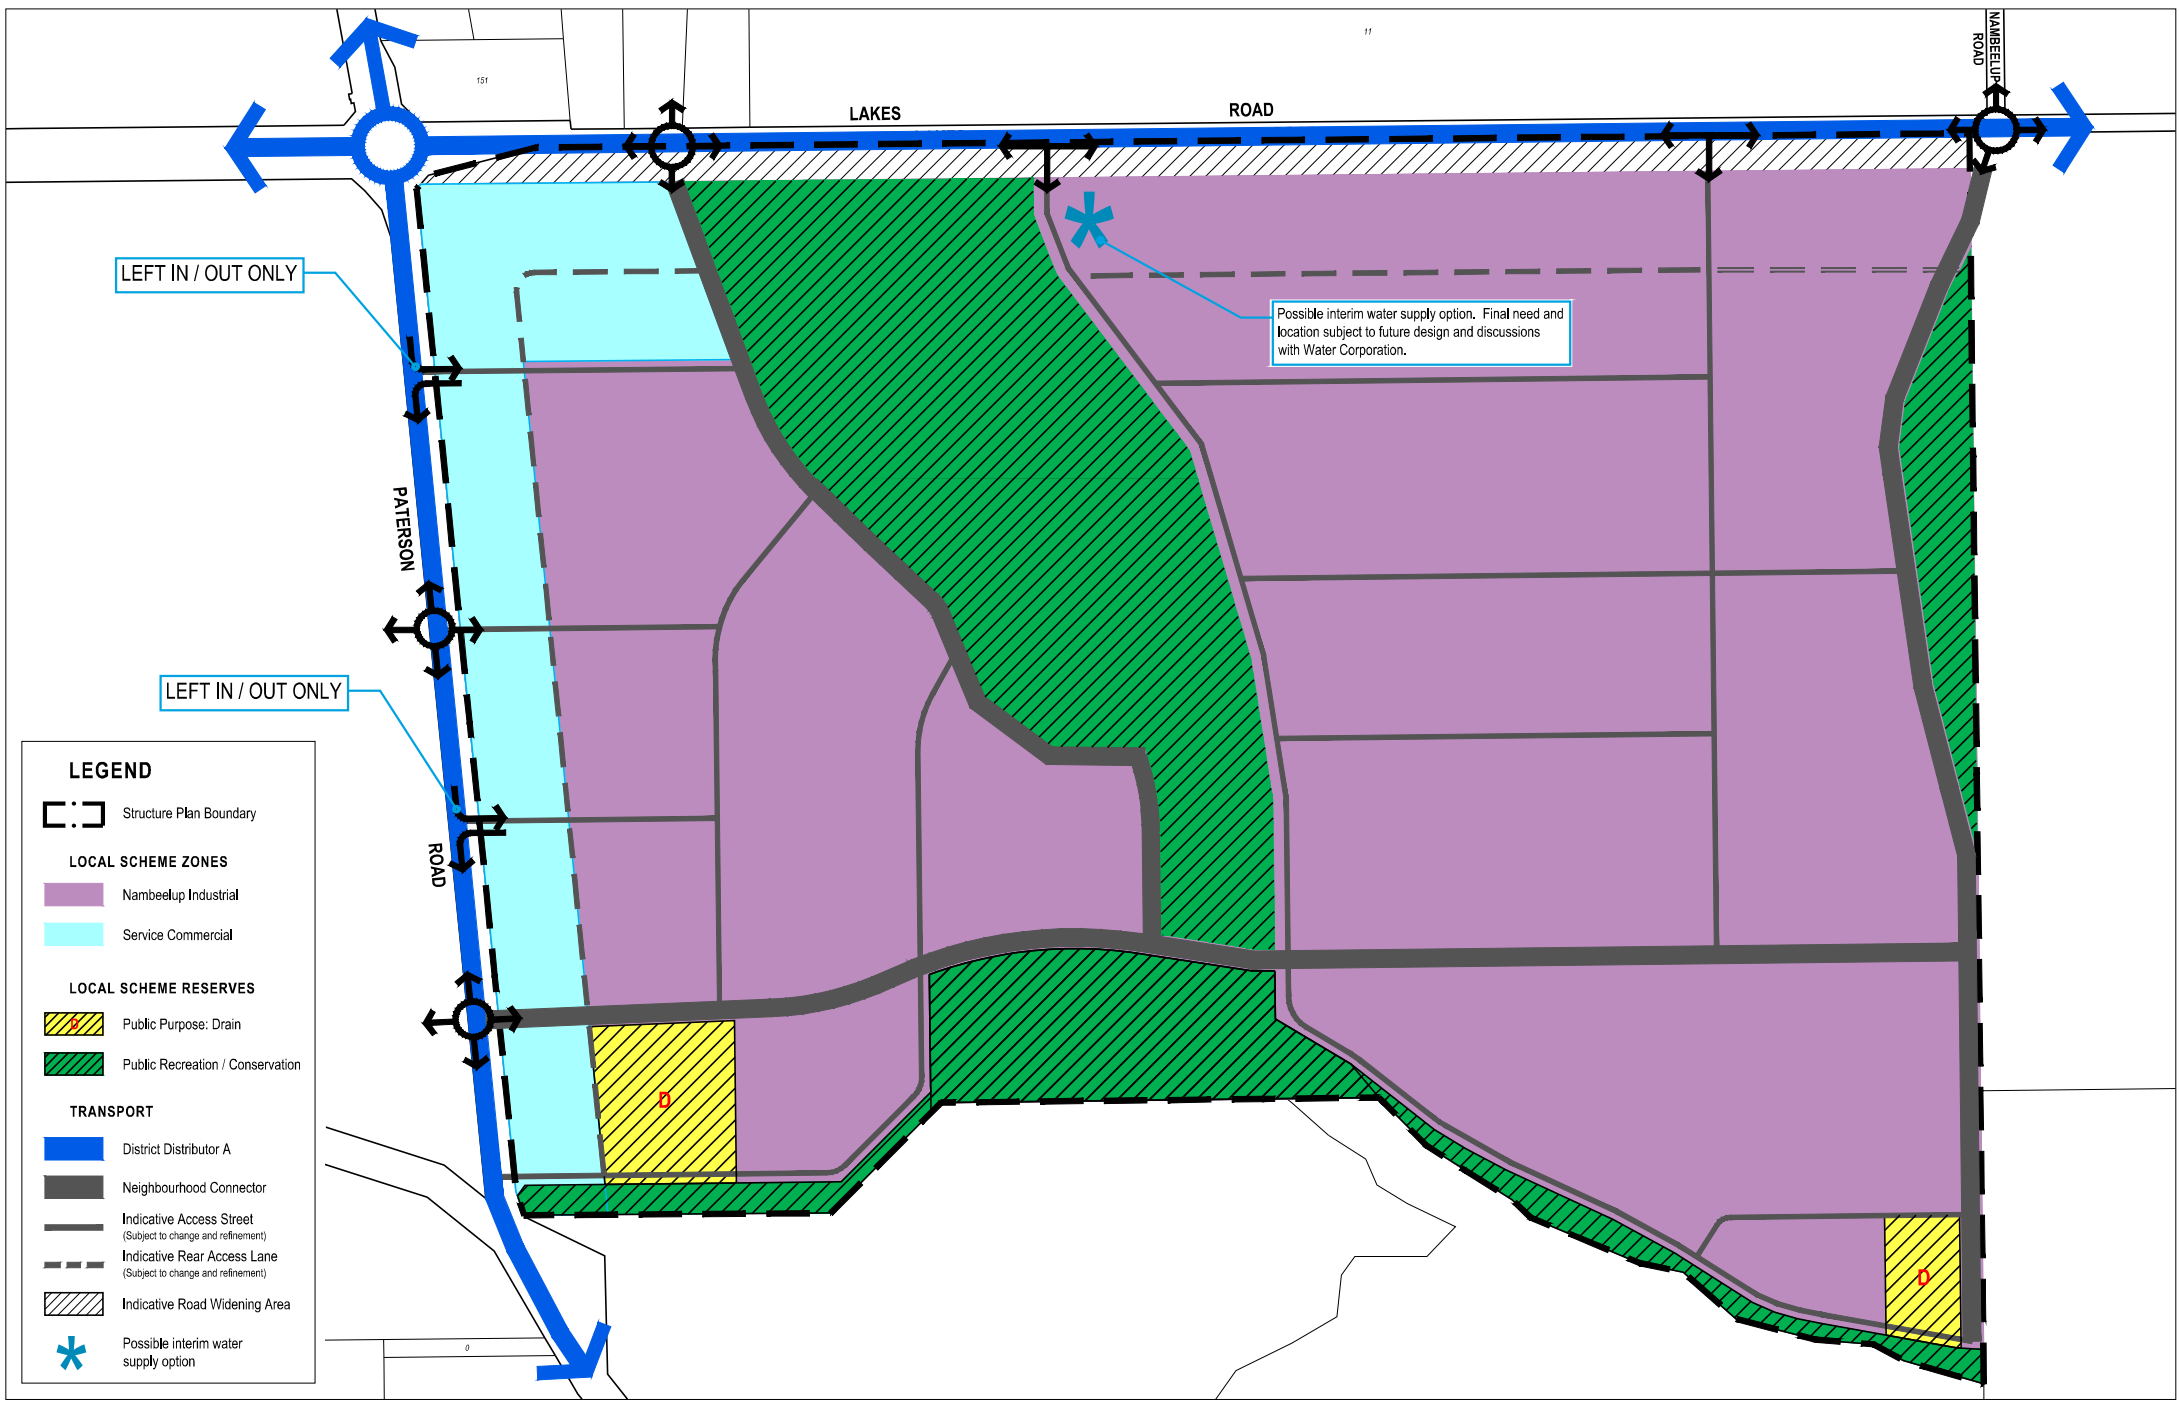 11
NAMBEELUP
ROAD
151
LAKES ROAD
LEFT IN / OUT ONLY
Possible interim water supply option. Final need and
location subject to future design and discussions
with Water Corporation.
PATERSON
ROAD
LEFT IN / OUT ONLY
LEGEND
Structure Plan Boundary
LOCAL SCHEME ZONES
Nambeelup Industrial
Service Commercial
LOCAL SCHEME RESERVES
D
Public Purpose: Drain
Public Recreation / Conservation
TRANSPORT
District Distributor A
Neighbourhood Connector
Indicative Access Street
(Subject to change and refinement)
Indicative Rear Access Lane
(Subject to change and refinement)
Indicative Road Widening Area
Possible interim water
supply option
D
D
0